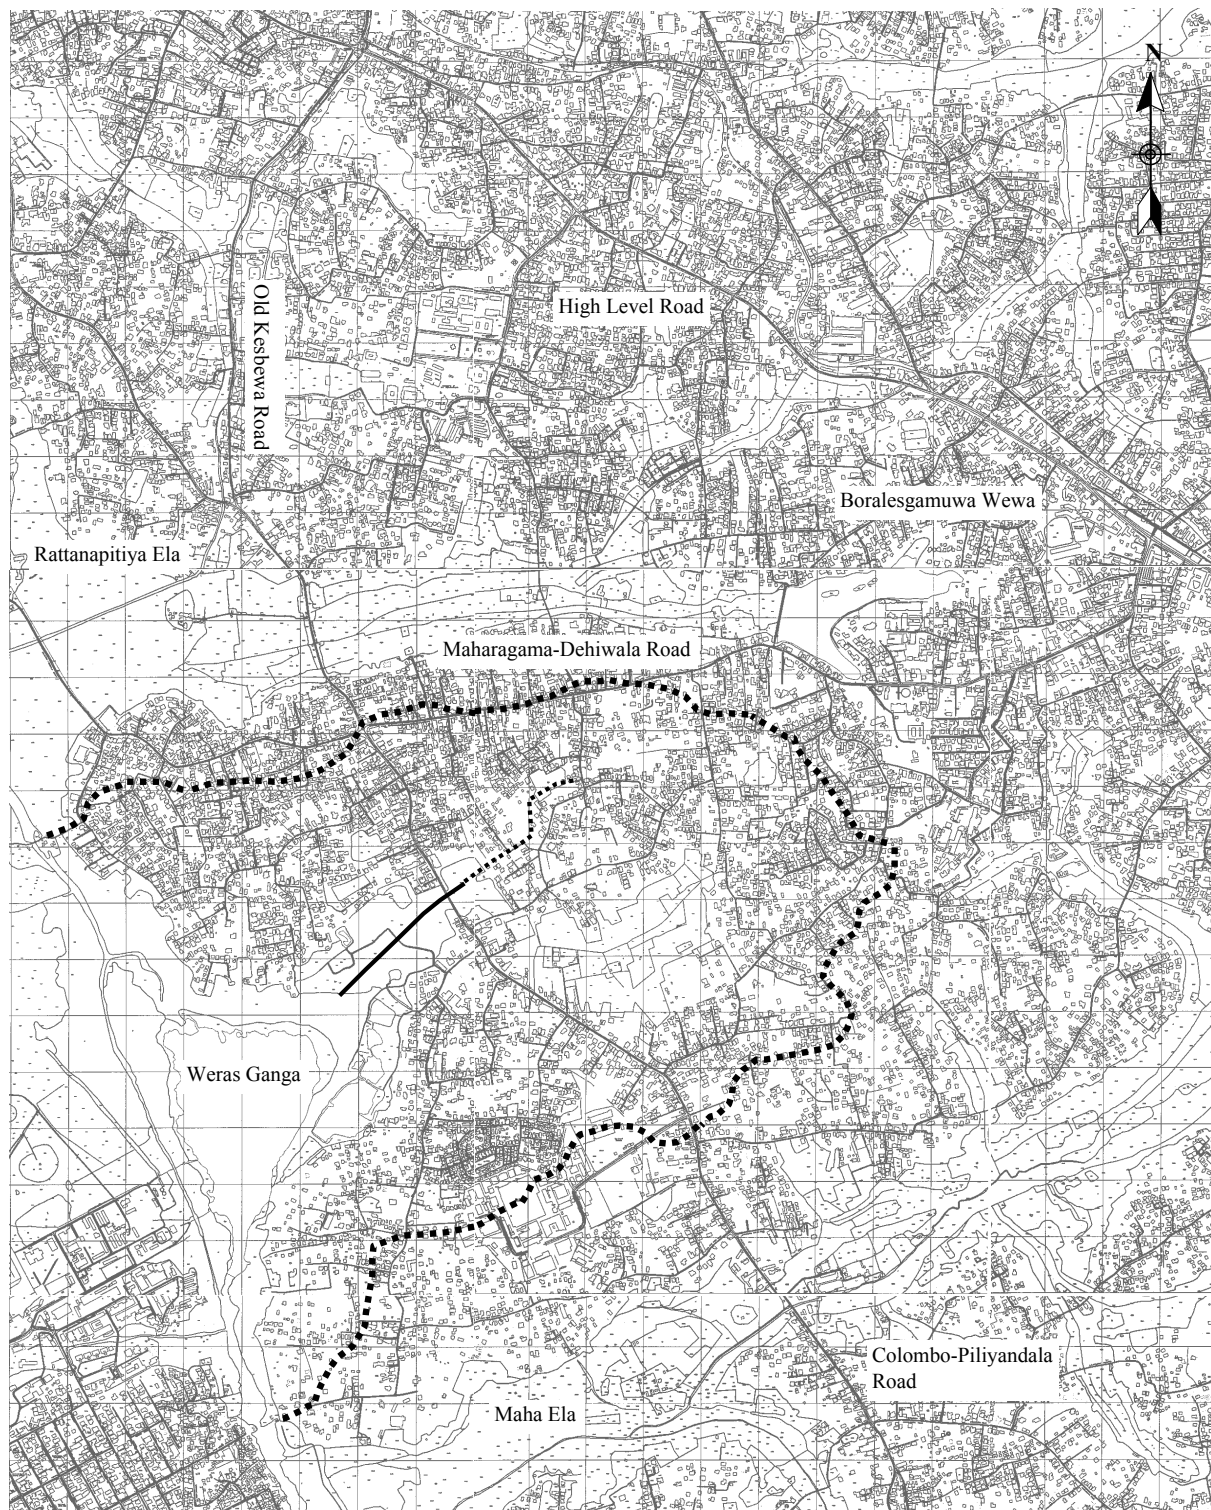 N
Old Kesbewa Road
High Level Road
Boralesgamuwa Wewa
Rattanapitiya Ela
Maharagama-Dehiwala Road
Weras Ganga
Colombo-Piliyandala
Road
Maha Ela